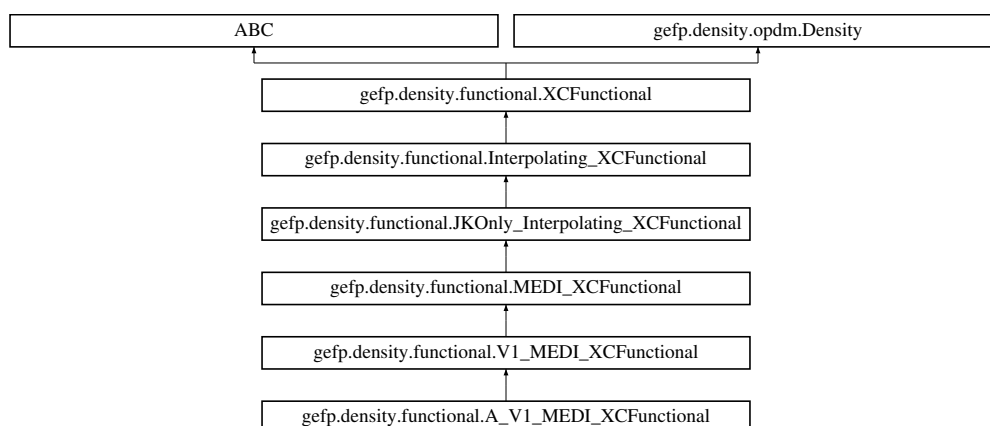 ABC
gefp.density.opdm.Density
gefp.density.functional.XCFunctional
gefp.density.functional.Interpolating_XCFunctional
gefp.density.functional.JKOnly_Interpolating_XCFunctional
gefp.density.functional.MEDI_XCFunctional
gefp.density.functional.V1_MEDI_XCFunctional
gefp.density.functional.A_V1_MEDI_XCFunctional